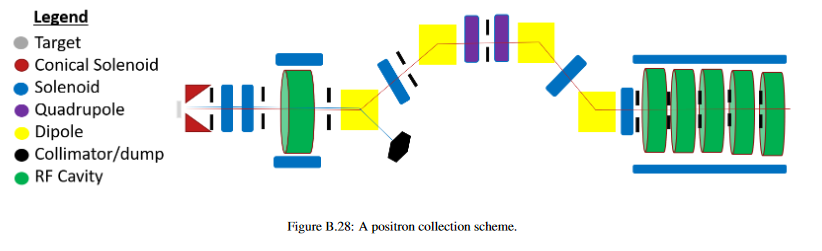 Legend
Target
Conical Solenoid
Solenoid
Quadrupole
Dipole
Collimator/dump
RF Cavity
Figure B.28: A positron collection scheme.